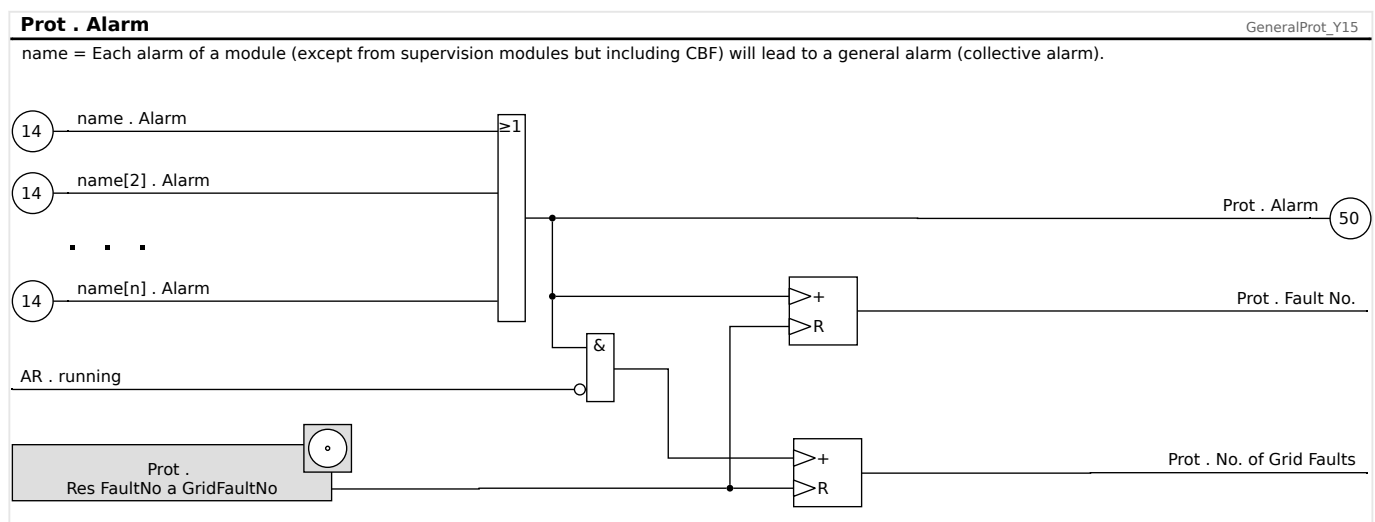 Prot . Alarm
GeneralProt_Y15
name = Each alarm of a module (except from supervision modules but including CBF) will lead to a general alarm (collective alarm).
14
name . Alarm
≥1
14
name[2] . Alarm
Prot . Alarm
50
14
name[n] . Alarm
+
Prot . Fault No.
R
&
AR . running
Prot .
Res FaultNo a GridFaultNo
+
Prot . No. of Grid Faults
R